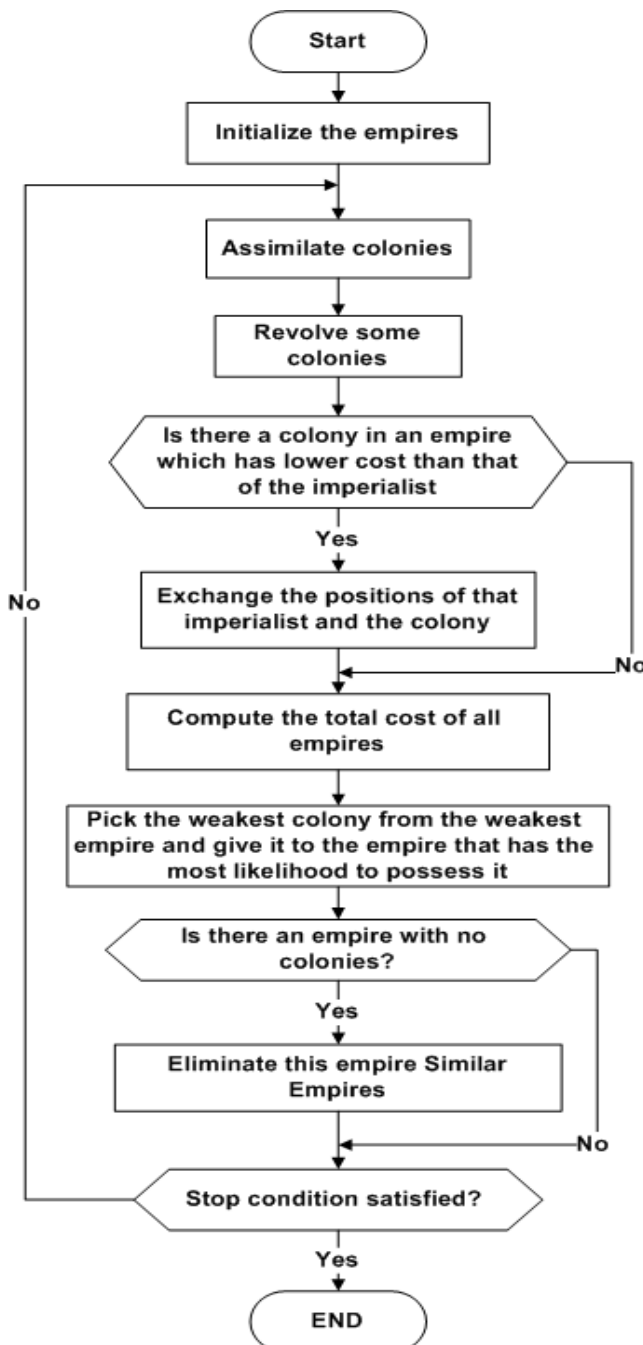 Start
Initialize the empires
Assimilate colonies
Revolve some
colonies
Is there a colony in an empire
which has lower cost than that
of the imperialist
Yes
No
Exchange the positions of that
imperialist and the colony
No
Compute the total cost of all
empires
Pick the weakest colony from the weakest
empire and give it to the empire that has the
most likelihood to possess it
Is there an empire with no
colonies?
Yes
Eliminate this empire Similar
Empires
No
Stop condition satisfied?
Yes
END